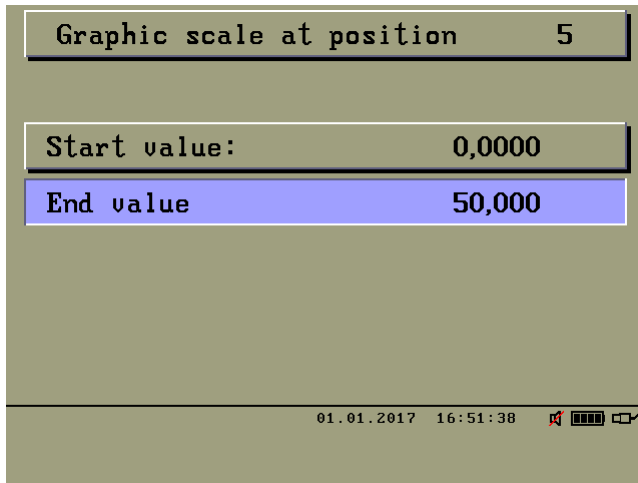 Graphic scale at position 5
Start value: 0,0000
End value 50,000
01.01.2017 16:51:38